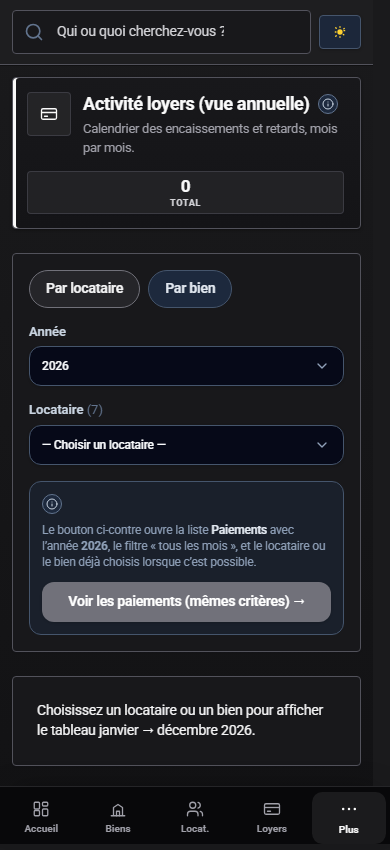 Qui ou quoi cherchez-vous ?
Activité loyers (vue annuelle)
Calendrier des encaissements et retards, mois
par mois.
0
TOTAL
Par locataire
Par bien
Année
2026
Locataire (7)
— Choisir un locataire —
Le bouton ci-contre ouvre la liste Paiements avec
l'année 2026, le filtre « tous les mois », et le locataire ou
le bien déjà choisis lorsque c'est possible.
Voir les paiements (mêmes critères) →
Choisissez un locataire ou un bien pour afficher
le tableau janvier → décembre 2026.
Accueil
Biens
Locat.
Loyers
Plus